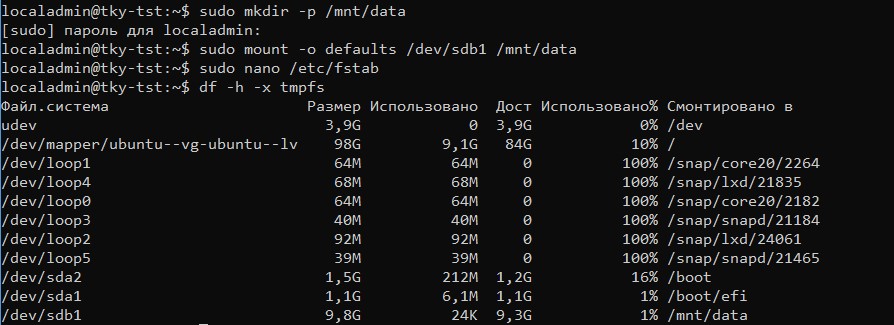 localadmin@tky-tst:~$ sudo mkdir -p /mnt/data
[sudo] пароль для localadmin:
localadmin@tky-tst:~$ sudo mount -o defaults /dev/sdb1 /mnt/data
localadmin@tky-tst:~$ sudo nano /etc/fstab
localadmin@tky-tst:~$ df -h -x tmpfs
Файл.система Размер Использовано Дост Использовано% Смонтировано в
udev 3,9G 0 3,9G 0% /dev
/dev/mapper/ubuntu--vg-ubuntu--lv 98G 9,1G 84G 10% /
/dev/loop1 64M 64M 0 100% /snap/core20/2264
/dev/loop4 68M 68M 0 100% /snap/lxd/21835
/dev/loop0 64M 64M 0 100% /snap/core20/2182
/dev/loop3 40M 40M 0 100% /snap/snapd/21184
/dev/loop2 92M 92M 0 100% /snap/lxd/24061
/dev/loop5 39M 39M 0 100% /snap/snapd/21465
/dev/sda2 1,5G 212M 1,2G 16% /boot
/dev/sda1 1,1G 6,1M 1,1G 1% /boot/efi
/dev/sdb1 9,8G 24K 9,3G 1% /mnt/data